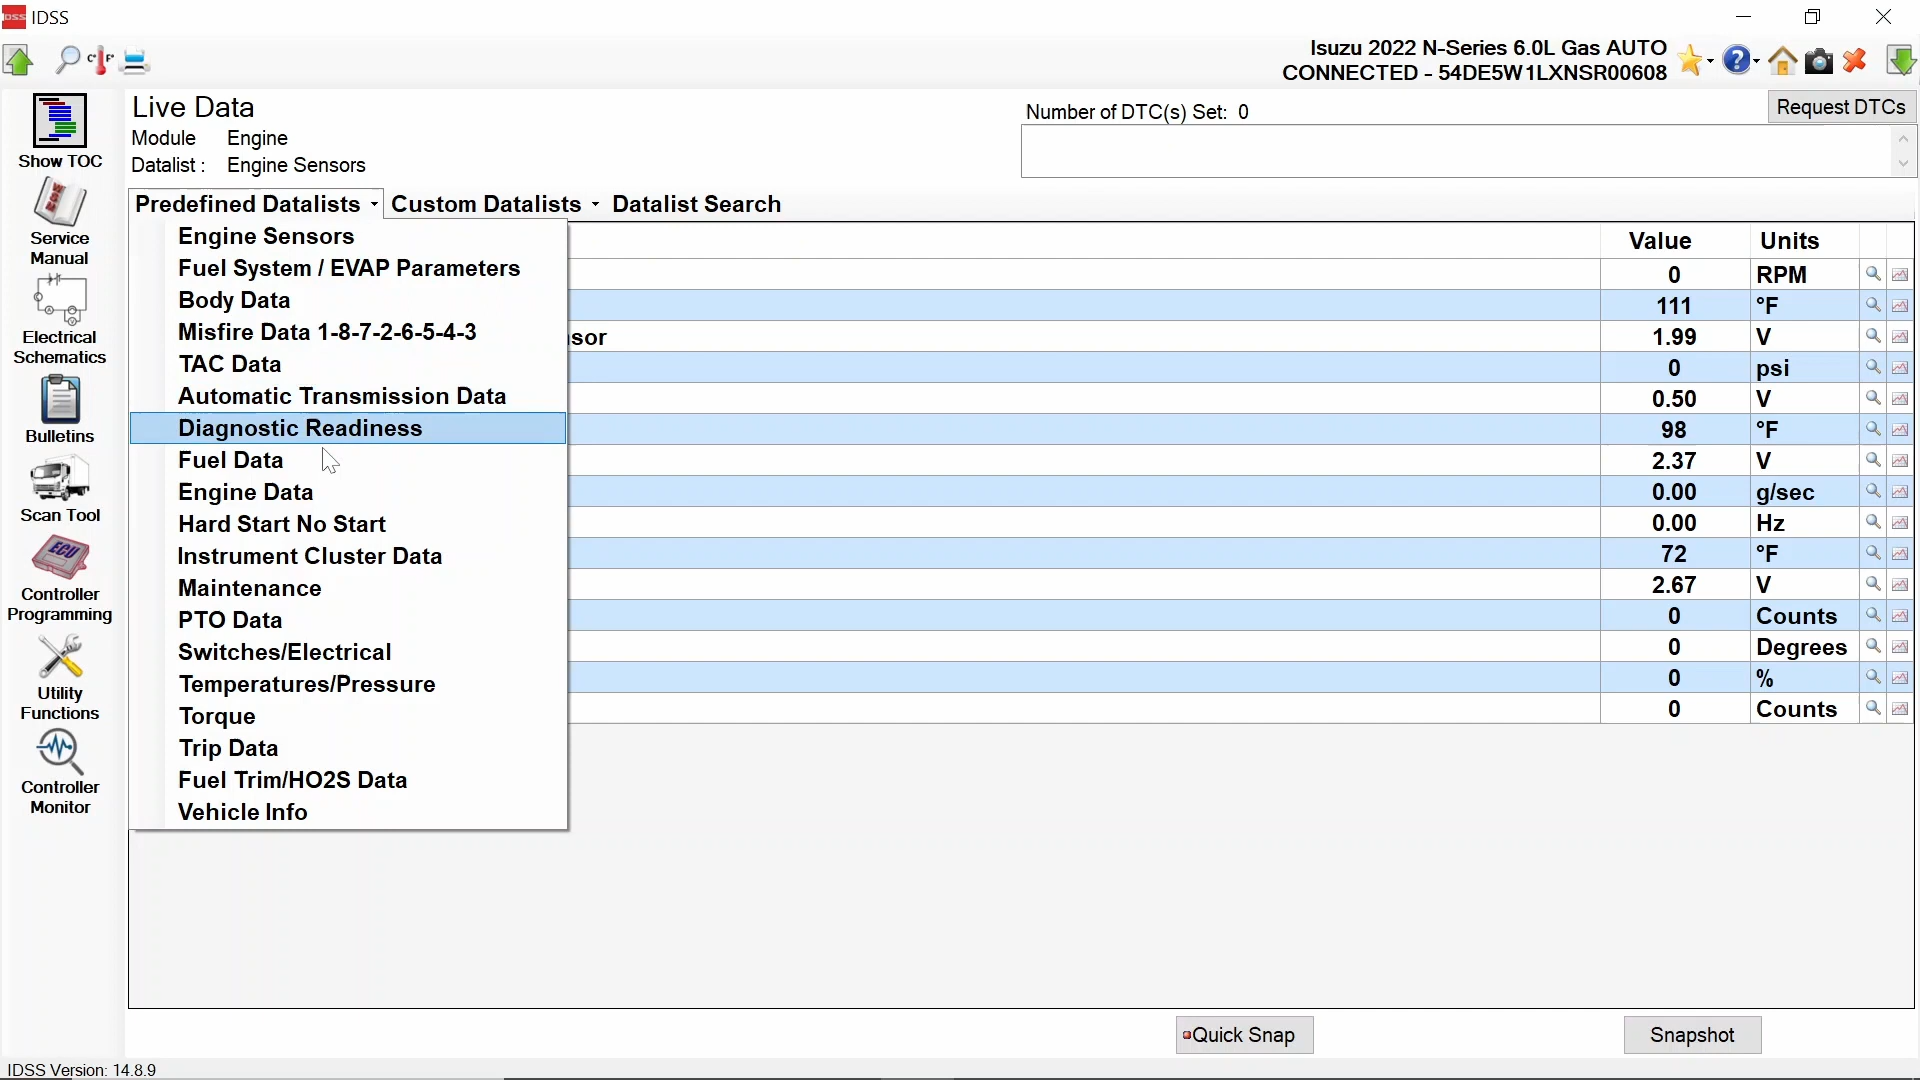 IDSS
Isuzu 2022 N-Series 6.0L Gas AUTO
CONNECTED - 54DE5W1LXNSR00608
Show TOC
Service
Manual
Electrical
Schematics
Bulletins
Scan Tool
ECU
Controller
Programming
Utility
Functions
Controller
Monitor
Live Data
Module Engine
Datalist : Engine Sensors
Number of DTC(s) Set: 0
Request DTCs
Predefined Datalists Custom Datalists Datalist Search
Engine Sensors
Fuel System / EVAP Parameters
Body Data
Misfire Data 1-8-7-2-6-5-4-3
TAC Data
Automatic Transmission Data
Diagnostic Readiness
Fuel Data
Engine Data
Hard Start No Start
Instrument Cluster Data
Maintenance
PTO Data
Switches/Electrical
Temperatures/Pressure
Torque
Trip Data
Fuel Trim/HO2S Data
Vehicle Info
Value Units
0 RPM
111 °F
sor 1.99 V
0 psi
0.50 V
98 °F
2.37 V
0.00 g/sec
0.00 Hz
72 °F
2.67 V
0 Counts
0 Degrees
0 %
0 Counts
Quick Snap
Snapshot
IDSS Version: 14.8.9